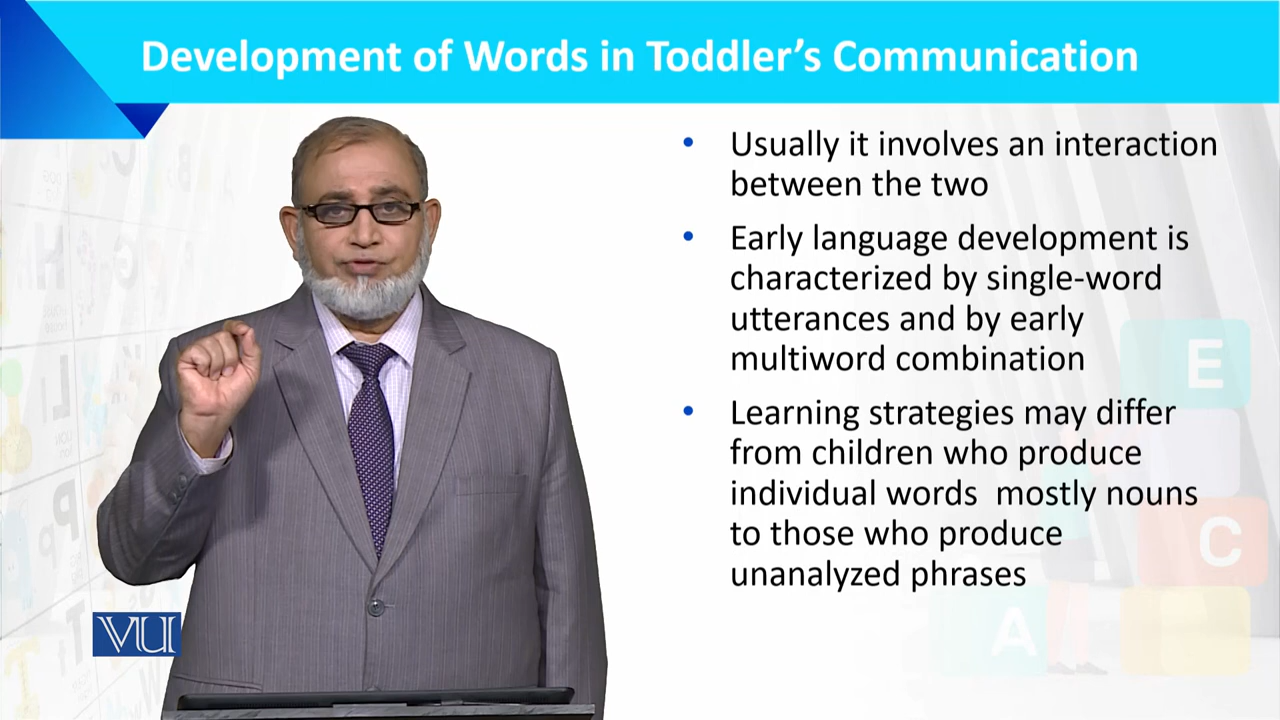 Development of Words in Toddler's Communication
• Usually it involves an interaction
between the two
• Early language development is
characterized by single-word
utterances and by early
multiword combination
• Learning strategies may differ
from children who produce
individual words  mostly nouns
to those who produce
unanalyzed phrases
VU
E
C
A